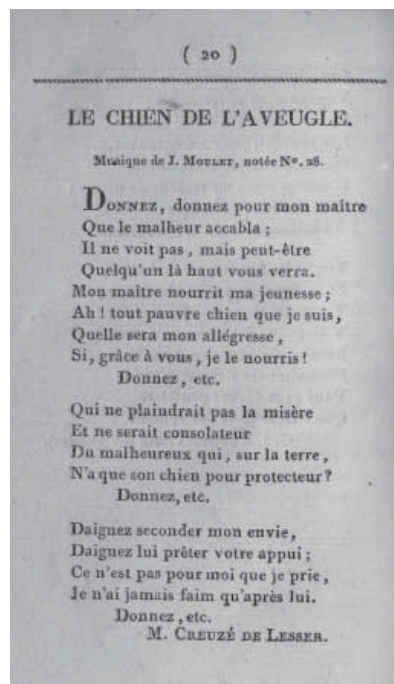 ( 20 )
LE CHIEN DE L'AVEUGLE.
Musique de J. MOULET, notée Nº. 28.
DONNEZ, donnez pour mon maître
Que le malheur accabla ;
Il ne voit pas, mais peut-être
Quelqu'un là haut vous verra.
Mon maître nourrit ma jeunesse ;
Ah ! tout pauvre chien que je suis,
Quelle sera mon allégresse,
Si, grâce à vous, je le nourris !
Donnez, etc.
Qui ne plaindrait pas la misère
Et ne serait consolateur
Du malheureux qui, sur la terre,
N'a que son chien pour protecteur ?
Donnez, etc.
Daignez seconder mon envie,
Daignez lui prêter votre appui ;
Ce n'est pas pour moi que je prie,
Je n'ai jamais faim qu'après lui.
Donnez, etc.
M. CREUZÉ DE LESSER.